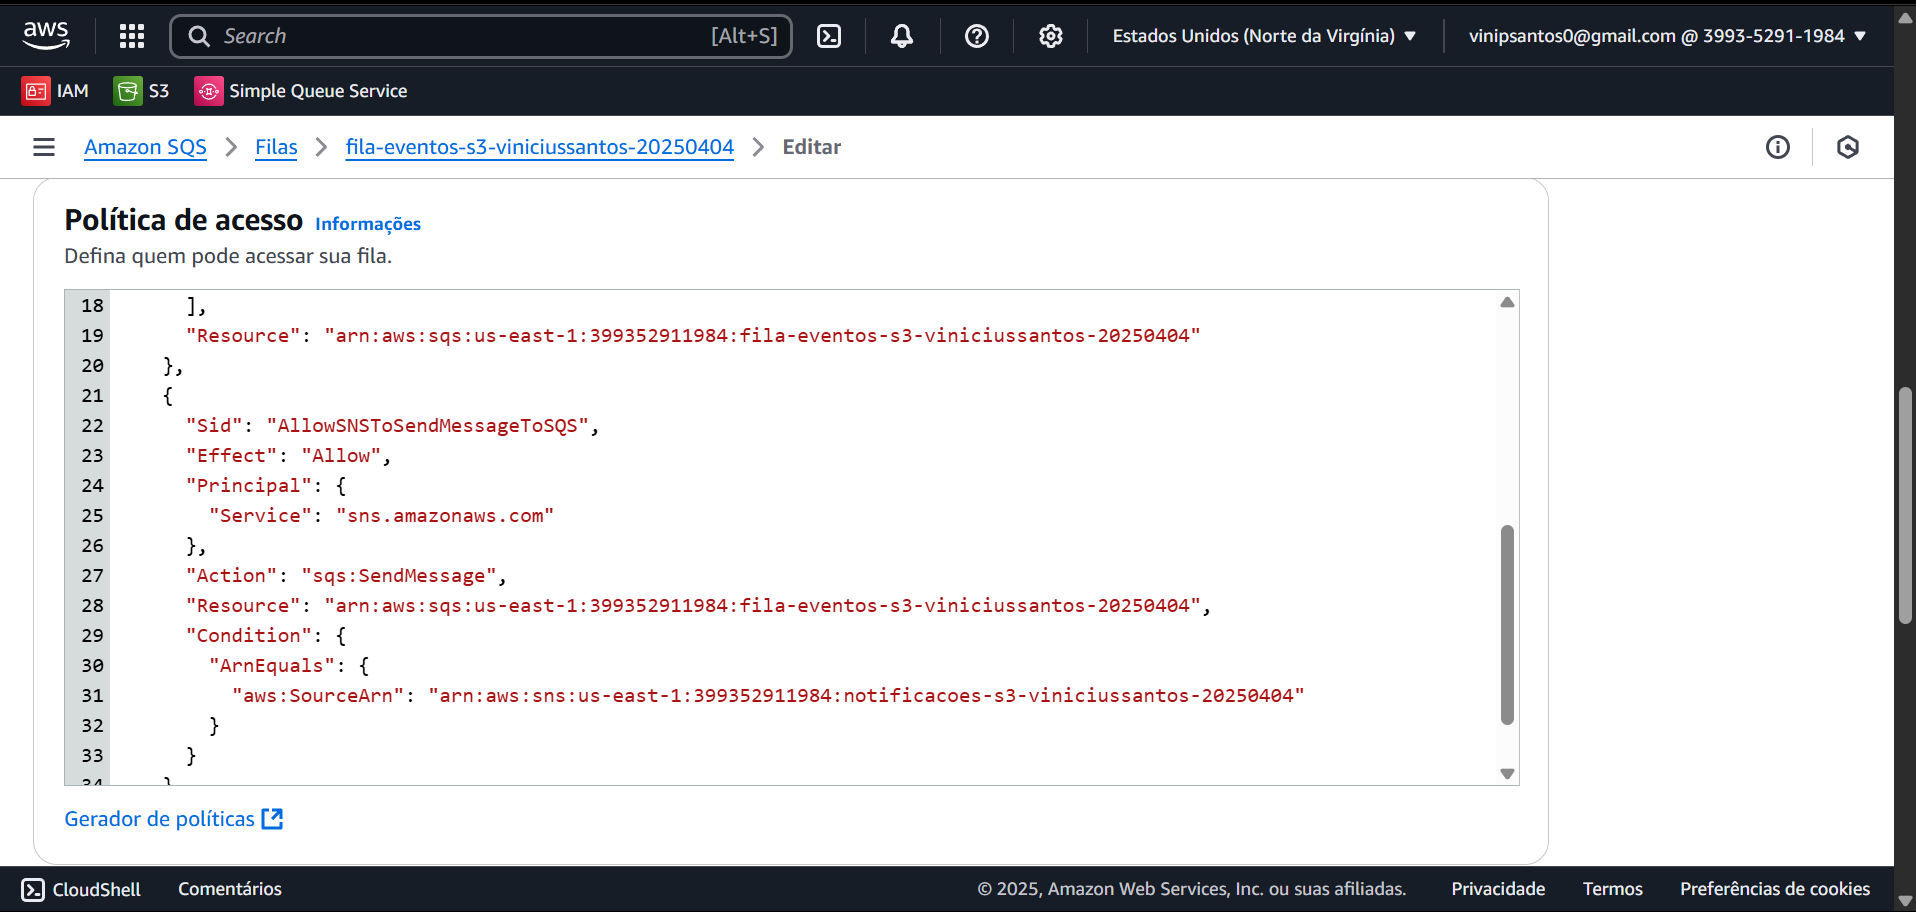 aws
Search [Alt+S] Estados Unidos (Norte da Virgínia) vinipsantos0@gmail.com @ 3993-5291-1984
IAM S3 Simple Queue Service
Amazon SQS Filas fila-eventos-s3-viniciussantos-20250404 Editar
Política de acesso Informações
Defina quem pode acessar sua fila.
18 ],
19 "Resource": "arn:aws:sqs:us-east-1:399352911984:fila-eventos-s3-viniciussantos-20250404"
20 },
21 {
22 "Sid": "AllowSNSToSendMessageToSQS",
23 "Effect": "Allow",
24 "Principal": {
25 "Service": "sns.amazonaws.com"
26 },
27 "Action": "sqs:SendMessage",
28 "Resource": "arn:aws:sqs:us-east-1:399352911984:fila-eventos-s3-viniciussantos-20250404",
29 "Condition": {
30 "ArnEquals": {
31 "aws:SourceArn": "arn:aws:sns:us-east-1:399352911984:notificacoes-s3-viniciussantos-20250404"
32 }
33 }
34 }
Gerador de políticas
CloudShell Comentários © 2025, Amazon Web Services, Inc. ou suas afiliadas. Privacidade Termos Preferências de cookies